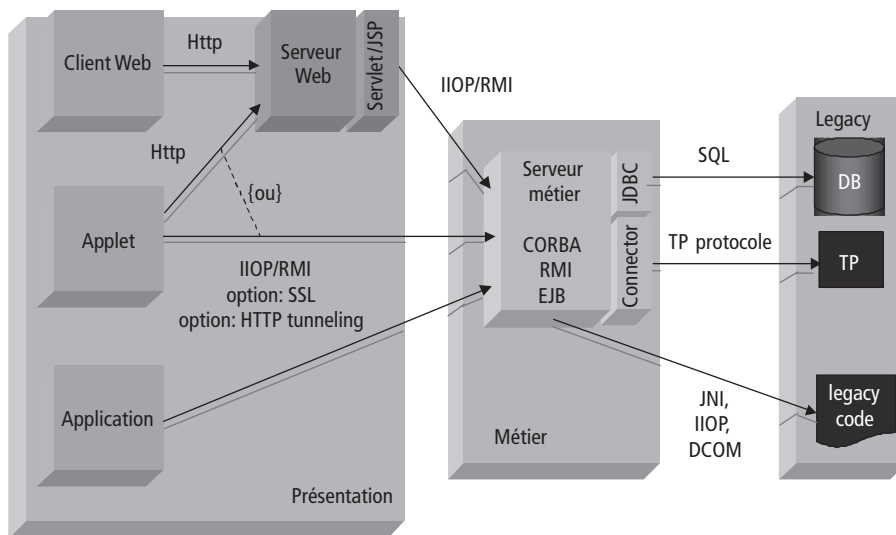 Client Web
Http
Serveur
Web
Servlet/JSP
IIOP/RMI
Http
{ou}
Applet
IIOP/RMI
option: SSL
option: HTTP tunneling
Application
Présentation
Serveur
métier
CORBA
RMI
EJB
JDBC
Connector
Métier
SQL
TP protocole
JNI,
IIOP,
DCOM
Legacy
DB
TP
legacy
code